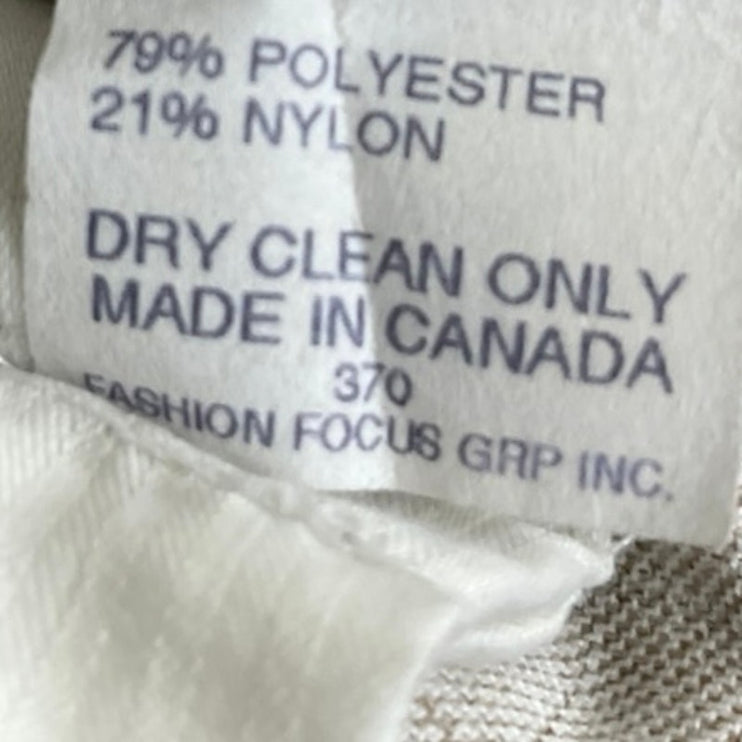 79% POLYESTER
21% NYLON
DRY CLEAN ONLY
MADE IN CANADA
370
FASHION FOCUS GRP INC.